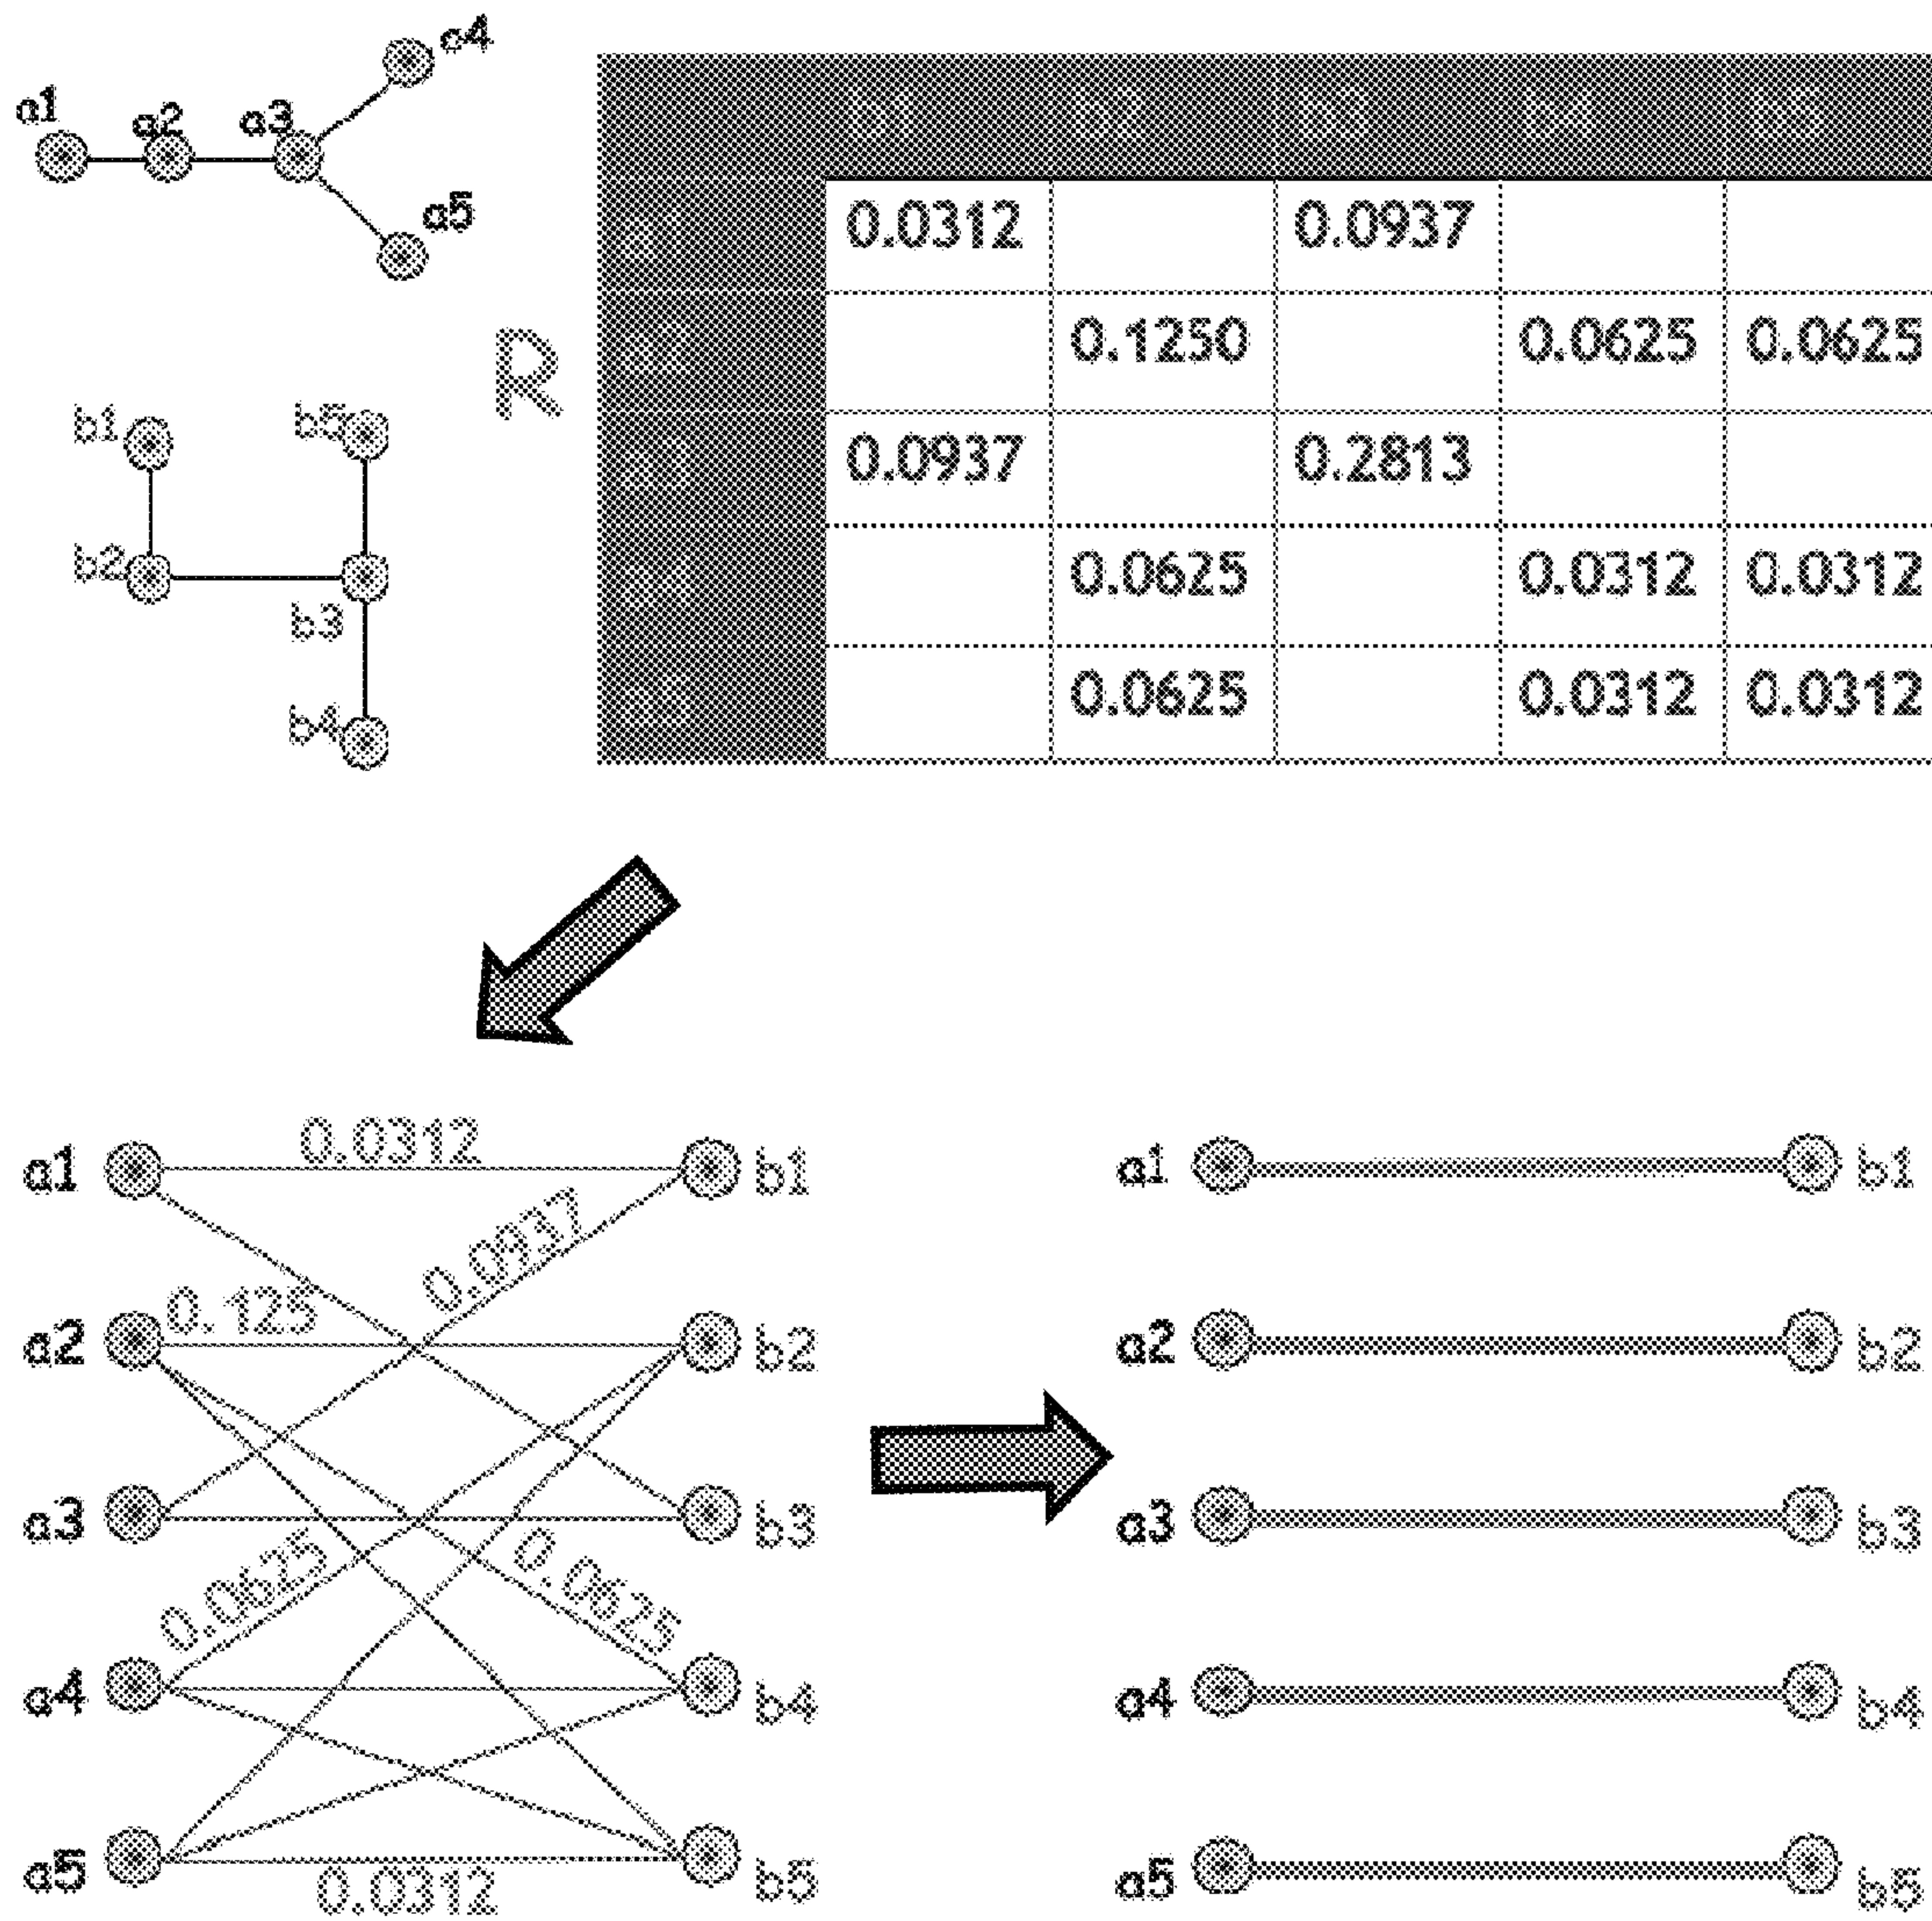 a4
a1 a2 a3
a5
b1 b5
b2
b3
b4
R
0.0312 0.0937
0.1250 0.0625 0.0625
0.0937 0.2813
0.0625 0.0312 0.0312
0.0625 0.0312 0.0312
a1 0.0312 b1
0.0937
a2 0.125 b2
a3 b3
0.0625 0.0625
a4 b4
a5 b5
0.0312
a1 b1
a2 b2
a3 b3
a4 b4
a5 b5